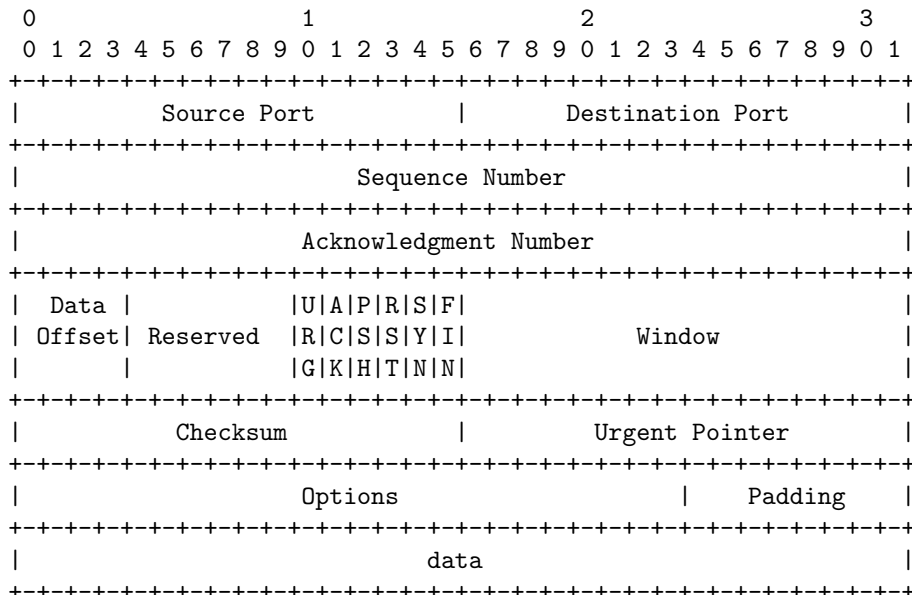 0                   1                   2                   3
 0 1 2 3 4 5 6 7 8 9 0 1 2 3 4 5 6 7 8 9 0 1 2 3 4 5 6 7 8 9 0 1
+-+-+-+-+-+-+-+-+-+-+-+-+-+-+-+-+-+-+-+-+-+-+-+-+-+-+-+-+-+-+-+-+
|          Source Port          |       Destination Port        |
+-+-+-+-+-+-+-+-+-+-+-+-+-+-+-+-+-+-+-+-+-+-+-+-+-+-+-+-+-+-+-+-+
|                        Sequence Number                        |
+-+-+-+-+-+-+-+-+-+-+-+-+-+-+-+-+-+-+-+-+-+-+-+-+-+-+-+-+-+-+-+-+
|                    Acknowledgment Number                      |
+-+-+-+-+-+-+-+-+-+-+-+-+-+-+-+-+-+-+-+-+-+-+-+-+-+-+-+-+-+-+-+-+
|  Data |           |U|A|P|R|S|F|                               |
| Offset| Reserved  |R|C|S|S|Y|I|            Window             |
|       |           |G|K|H|T|N|N|                               |
+-+-+-+-+-+-+-+-+-+-+-+-+-+-+-+-+-+-+-+-+-+-+-+-+-+-+-+-+-+-+-+-+
|           Checksum            |         Urgent Pointer        |
+-+-+-+-+-+-+-+-+-+-+-+-+-+-+-+-+-+-+-+-+-+-+-+-+-+-+-+-+-+-+-+-+
|                    Options                    |    Padding    |
+-+-+-+-+-+-+-+-+-+-+-+-+-+-+-+-+-+-+-+-+-+-+-+-+-+-+-+-+-+-+-+-+
|                             data                              |
+-+-+-+-+-+-+-+-+-+-+-+-+-+-+-+-+-+-+-+-+-+-+-+-+-+-+-+-+-+-+-+-+